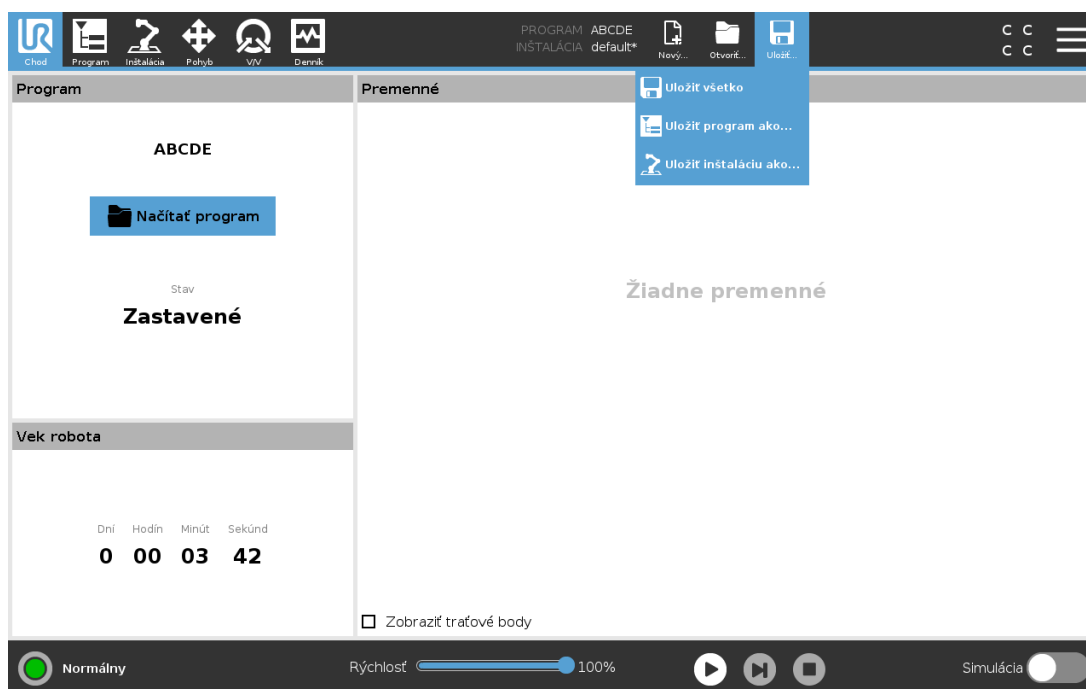 PROGRAM ABCDE
INŠTALÁCIA default*
C C
C C
Chod
Program
Inštalácia
Pohyb
V/V
Denník
Nový...
Otvoriť...
Uložiť...
Program
Premenné
Uložiť všetko
Uložiť program ako...
Uložiť inštaláciu ako...
ABCDE
Načítať program
Stav
Zastavené
Žiadne premenné
Vek robota
Dní Hodín Minút Sekúnd
0 00 03 42
Zobraziť traťové body
Normálny
Rýchlosť 100%
Simulácia